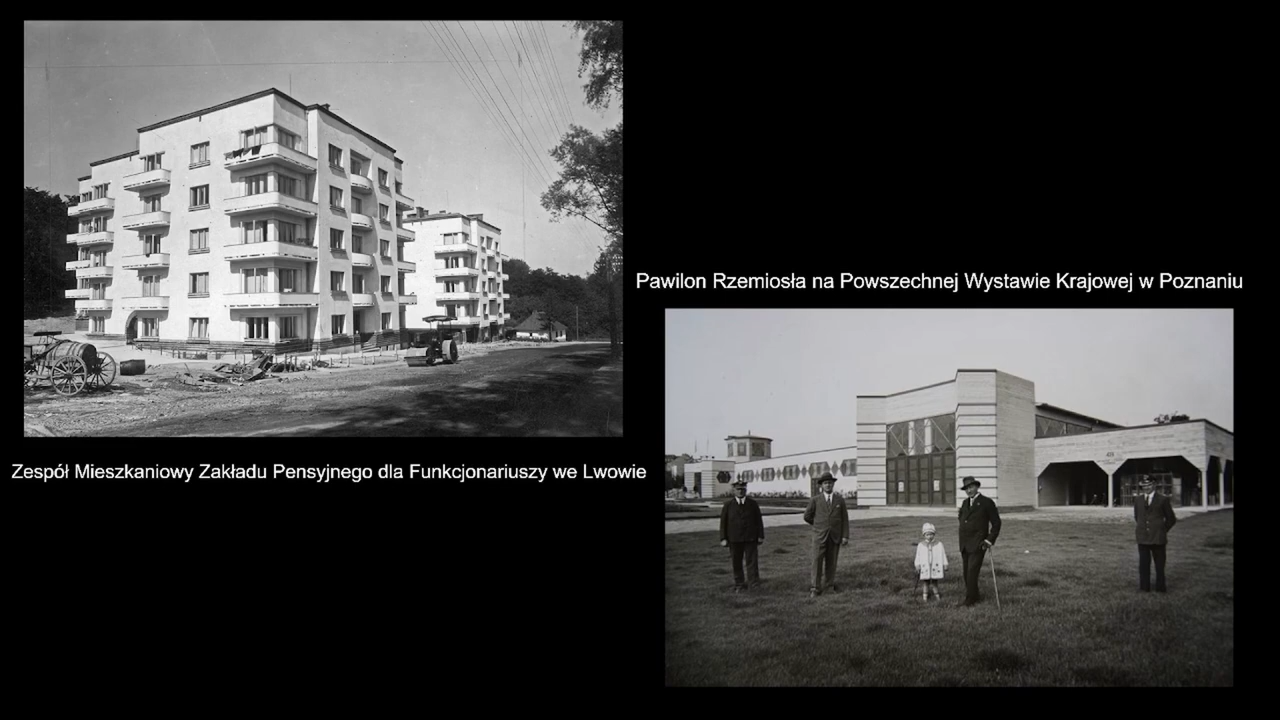 Pawilon Rzemiosła na Powszechnej Wystawie Krajowej w Poznaniu
Zespół Mieszkaniowy Zakładu Pensyjnego dla Funkcjonariuszy we Lwowie